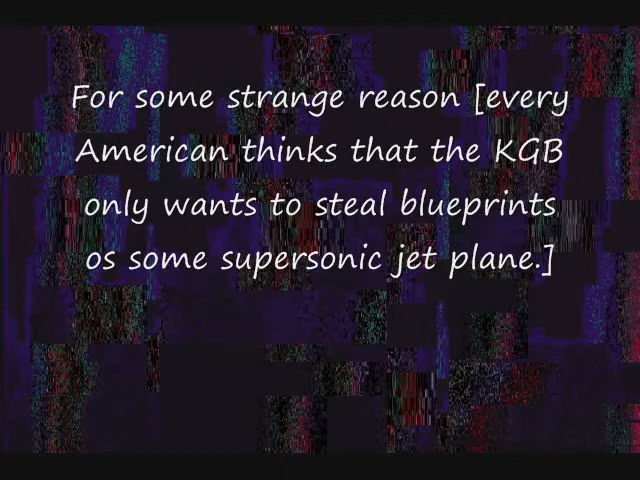 For some strange reason [every
American thinks that the KGB
only wants to steal blueprints
os some supersonic jet plane.]